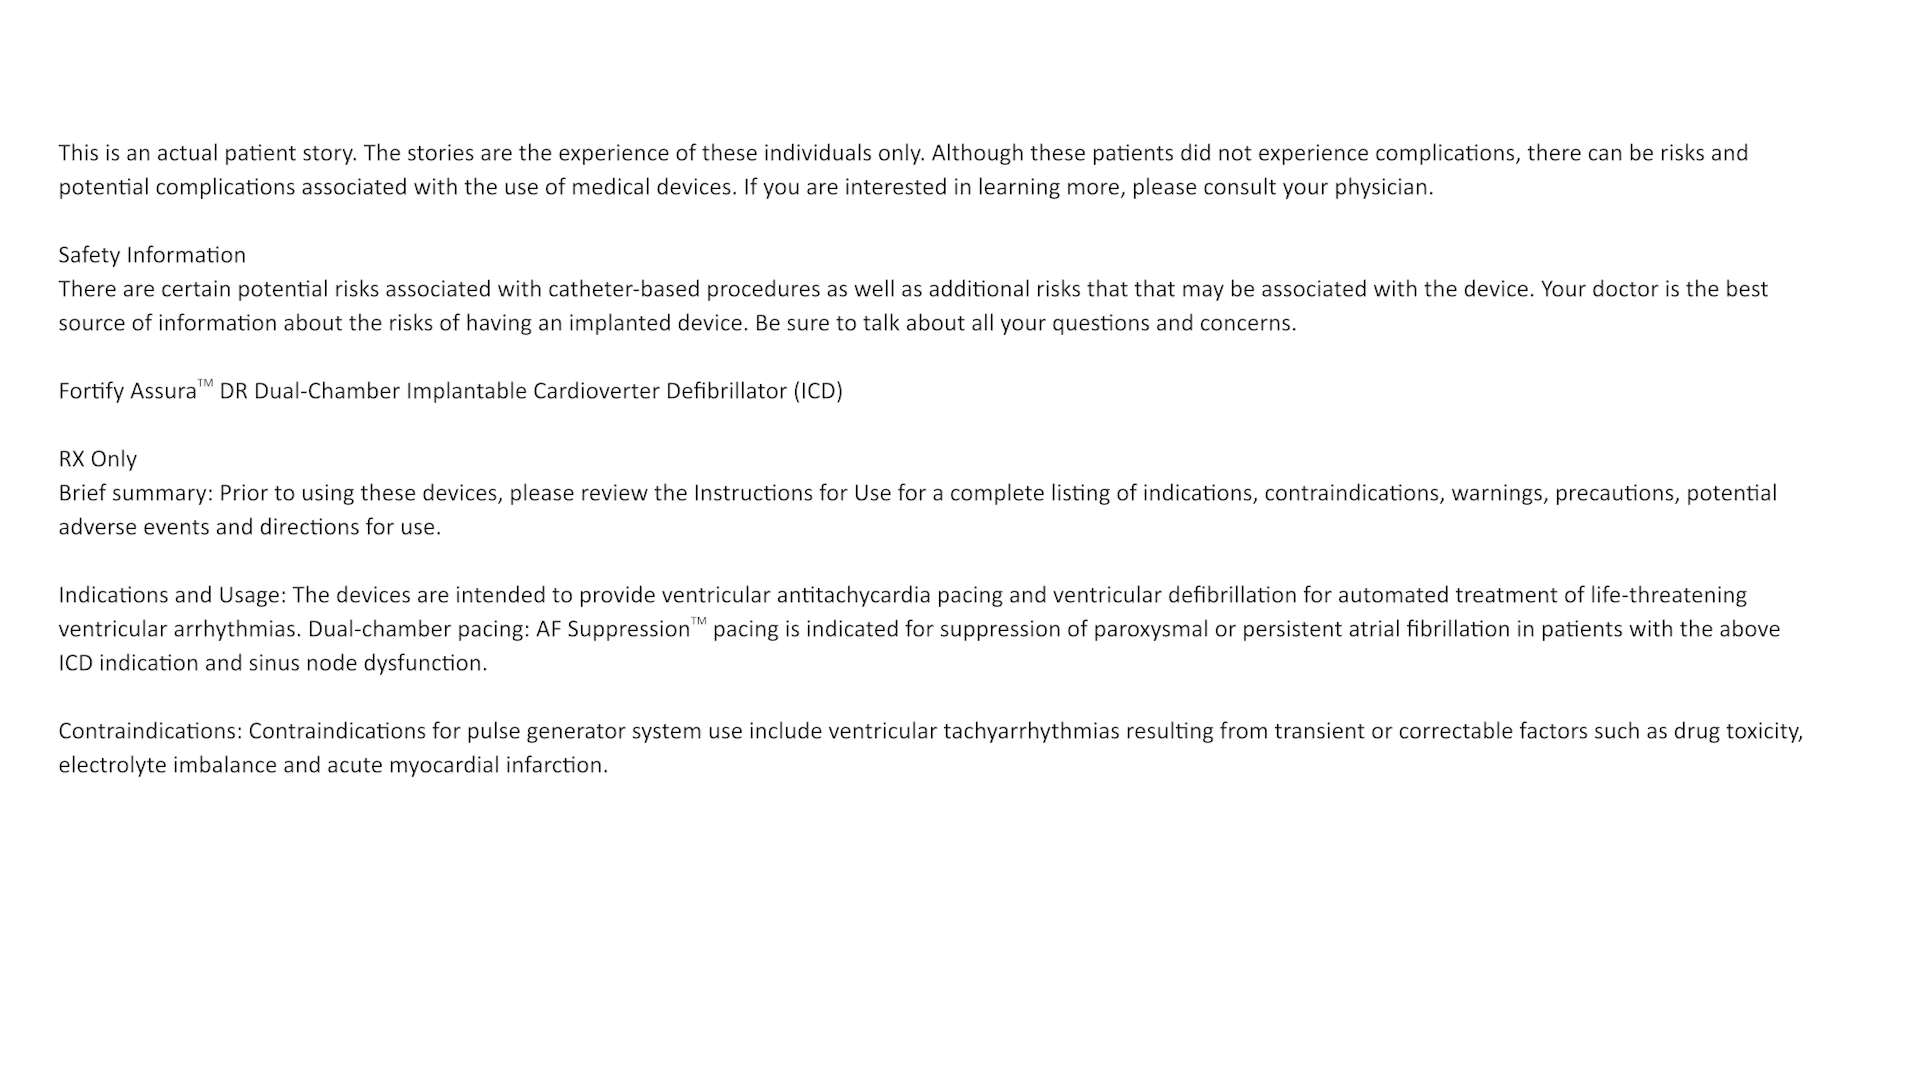 This is an actual patient story. The stories are the experience of these individuals only. Although these patients did not experience complications, there can be risks and
potential complications associated with the use of medical devices. If you are interested in learning more, please consult your physician.
Safety Information
There are certain potential risks associated with catheter-based procedures as well as additional risks that that may be associated with the device. Your doctor is the best
source of information about the risks of having an implanted device. Be sure to talk about all your questions and concerns.
Fortify Assura™ DR Dual-Chamber Implantable Cardioverter Defibrillator (ICD)
RX Only
Brief summary: Prior to using these devices, please review the Instructions for Use for a complete listing of indications, contraindications, warnings, precautions, potential
adverse events and directions for use.
Indications and Usage: The devices are intended to provide ventricular antitachycardia pacing and ventricular defibrillation for automated treatment of life-threatening
ventricular arrhythmias. Dual-chamber pacing: AF Suppression™ pacing is indicated for suppression of paroxysmal or persistent atrial fibrillation in patients with the above
ICD indication and sinus node dysfunction.
Contraindications: Contraindications for pulse generator system use include ventricular tachyarrhythmias resulting from transient or correctable factors such as drug toxicity,
electrolyte imbalance and acute myocardial infarction.